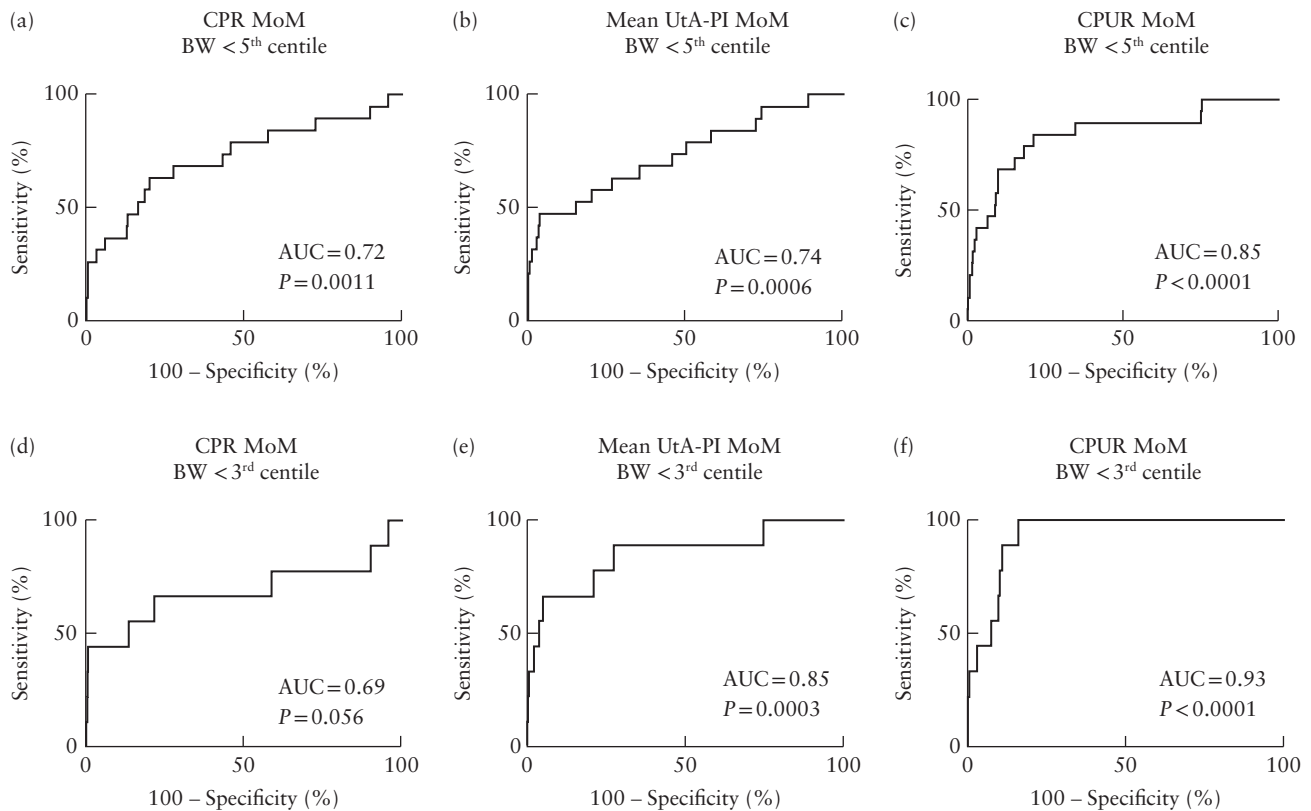 (a)
CPR MoM
BW < 5th centile
100
50
0
Sensitivity (%)
AUC = 0.72
P = 0.0011
0 50 100
100 – Specificity (%)
(b)
Mean UtA-PI MoM
BW < 5th centile
100
50
0
Sensitivity (%)
AUC = 0.74
P = 0.0006
0 50 100
100 – Specificity (%)
(c)
CPUR MoM
BW < 5th centile
100
50
0
Sensitivity (%)
AUC = 0.85
P < 0.0001
0 50 100
100 – Specificity (%)
(d)
CPR MoM
BW < 3rd centile
100
50
0
Sensitivity (%)
AUC = 0.69
P = 0.056
0 50 100
100 – Specificity (%)
(e)
Mean UtA-PI MoM
BW < 3rd centile
100
50
0
Sensitivity (%)
AUC = 0.85
P = 0.0003
0 50 100
100 – Specificity (%)
(f)
CPUR MoM
BW < 3rd centile
100
50
0
Sensitivity (%)
AUC = 0.93
P < 0.0001
0 50 100
100 – Specificity (%)